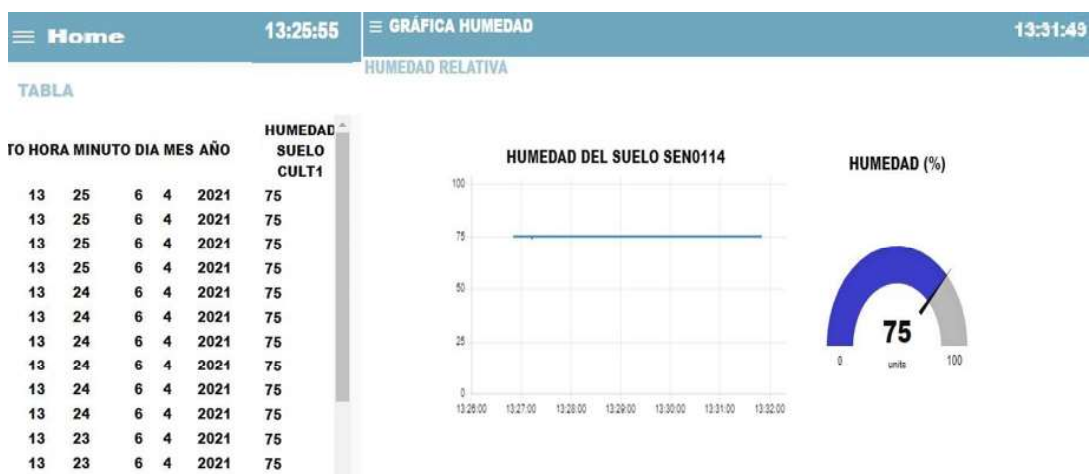 Home 13:25:55
TABLA
TO HORA MINUTO DIA MES AÑO HUMEDAD SUELO CULT1
13 25 6 4 2021 75
13 25 6 4 2021 75
13 25 6 4 2021 75
13 25 6 4 2021 75
13 24 6 4 2021 75
13 24 6 4 2021 75
13 24 6 4 2021 75
13 24 6 4 2021 75
13 24 6 4 2021 75
13 24 6 4 2021 75
13 23 6 4 2021 75
13 23 6 4 2021 75
GRÁFICA HUMEDAD 13:31:49
HUMEDAD RELATIVA
HUMEDAD DEL SUELO SEN0114
100
75
50
25
0
13:26:00 13:27:00 13:28:00 13:29:00 13:30:00 13:31:00 13:32:00
HUMEDAD (%)
75
units
0 100